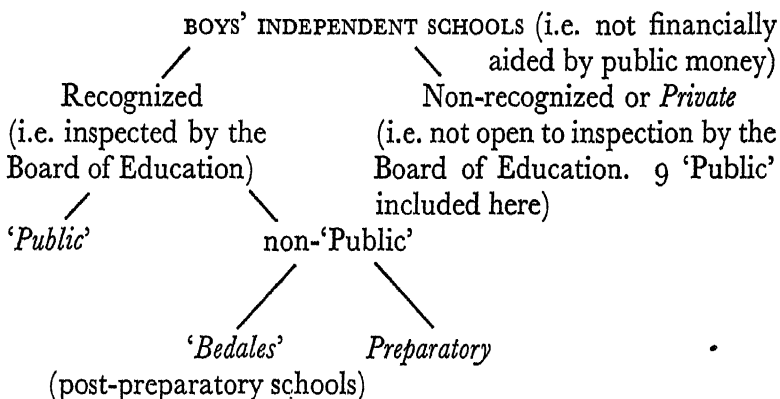 BOYS' INDEPENDENT SCHOOLS (i.e. not financially
aided by public money)
Recognized
(i.e. inspected by the
Board of Education)
Non-recognized or Private
(i.e. not open to inspection by the
Board of Education. 9 'Public'
included here)
'Public'
non-'Public'
'Bedales'
(post-preparatory schools)
Preparatory